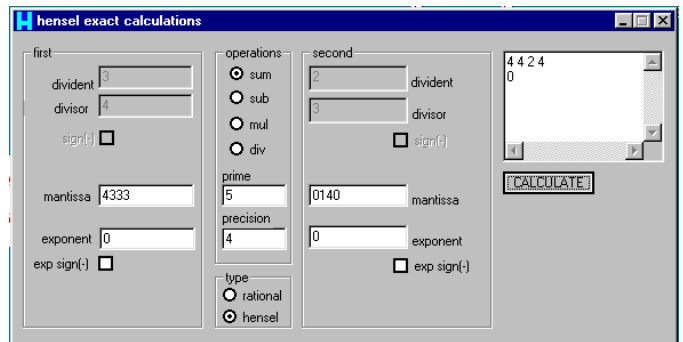 hensel exact calculations
first
3
divident
4
divisor
sign(-)
4333
mantissa
0
exponent
exp sign(-)
operations
sum
sub
mul
div
prime
5
precision
4
type
rational
hensel
second
2
divident
3
divisor
sign(-)
0140
mantissa
0
exponent
exp sign(-)
4 4 2 4
0
CALCULATE